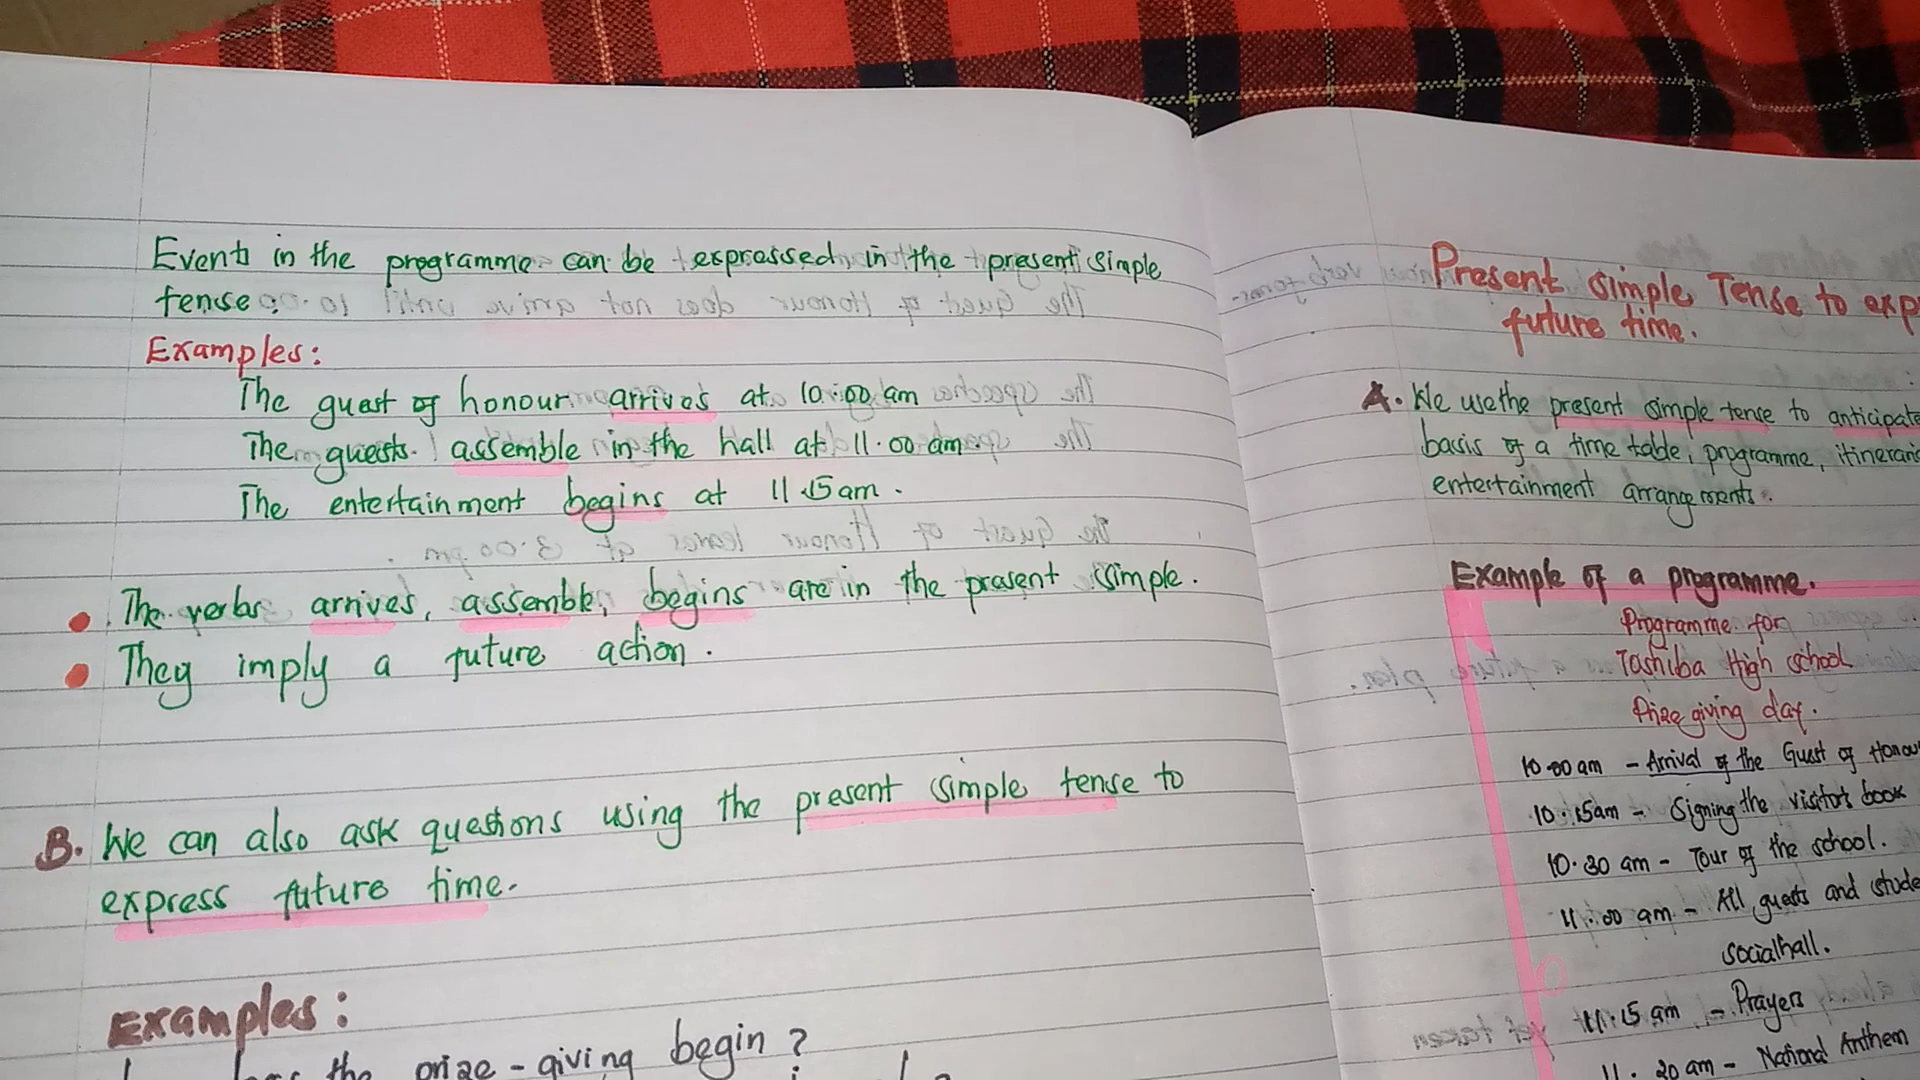 Events in the programme can be expressed in the present simple
tense.
Examples:
The guest of honour arrives at 10.00 am
The guests assemble in the hall at 11.00 am
The entertainment begins at 11.15am.
The verbs arrives, assemble, begins are in the present simple.
They imply a future action.
B. We can also ask questions using the present simple tense to
express future time.
Examples:
the prize-giving begin?
Present Simple Tense to exp
future time.
A. We use the present simple tense to anticipate
basis of a time table, programme, itinerari
entertainment arrangements.
Example of a programme.
Programme for
Tashiba High school
Prize giving day.
10.00 am - Arrival of the Guest of Honou
10.15am - Signing the visitor's book
10.30 am - Tour of the school.
11.00 am - All guests and stude
social hall.
11.15 am - Prayers
11.20 am - National Anthem